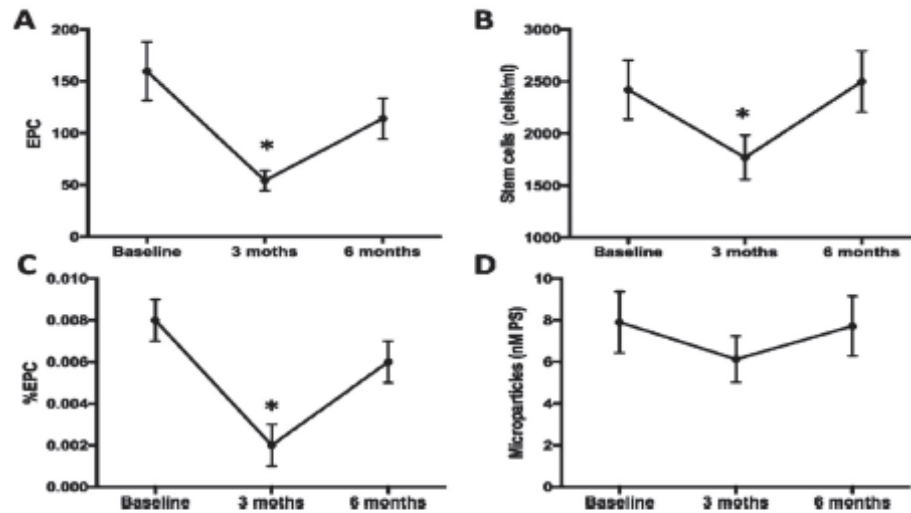 A
EPC
200
150
100
50
0
*
Baseline 3 moths 6 months
B
Stem cells (cells/ml)
3000
2500
2000
1500
1000
*
Baseline 3 moths 6 months
C
%EPC
0.010
0.008
0.006
0.004
0.002
0.000
*
Baseline 3 moths 6 months
D
Microparticles (nM PS)
10
8
6
4
2
0
Baseline 3 moths 6 months